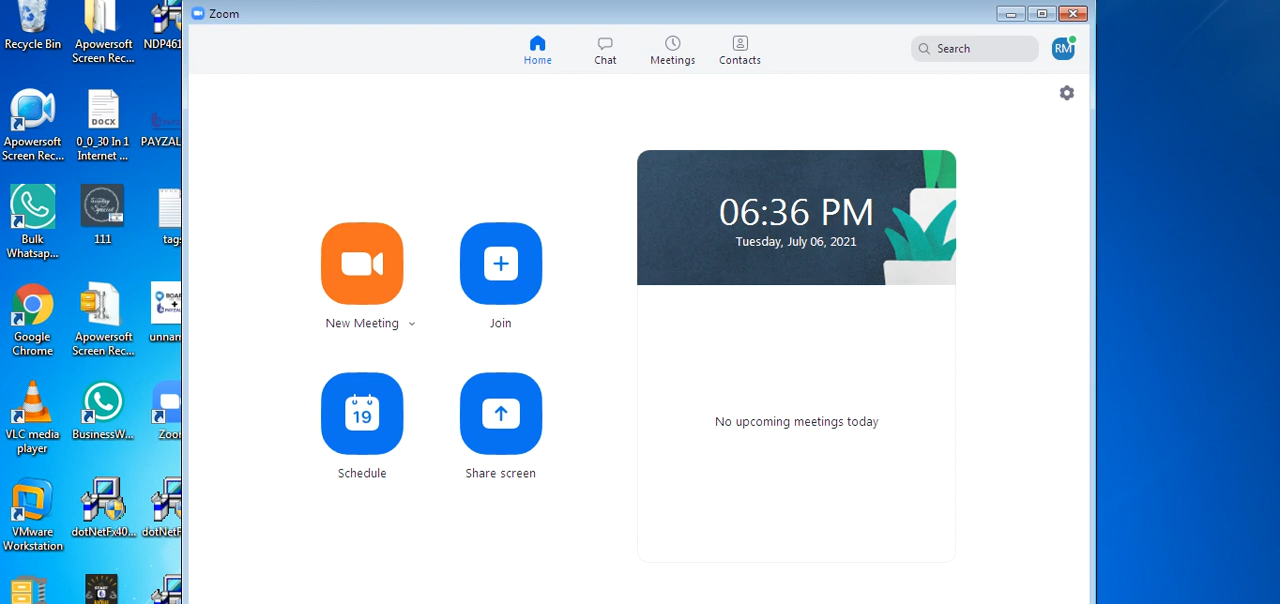 Zoom
Home
Chat
Meetings
Contacts
Search
RM
06:36 PM
Tuesday, July 06, 2021
No upcoming meetings today
New Meeting
Join
19
Schedule
Share screen
Recycle Bin
Apowersoft
Screen Rec...
NDP461
Apowersoft
Screen Rec...
DOCX
0_0_30 In 1
Internet ...
PAYZAL
Bulk
Whatsap...
111
tags
Google
Chrome
Apowersoft
Screen Rec...
unnam
VLC media
player
BusinessW...
Zoom
VMware
Workstation
dotNetFx40...
dotNetF